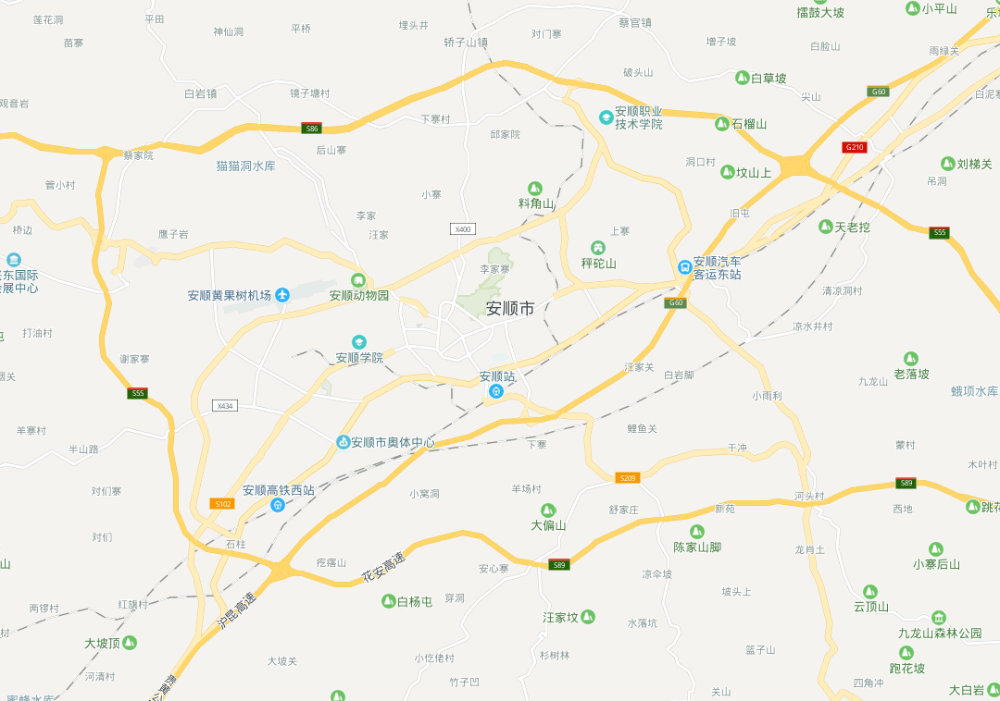 莲花洞
平田
苗寨
神仙洞
平桥
埋头井
轿子山镇
对门寨
蔡官镇
擂鼓大坡
小平山
增子坡
白脸山
雨绿关
破头山
白草坡
G60
尖山
白岩镇
镜子塘村
观音岩
下寨村
安顺职业
技术学院
石榴山
S86
邱家院
G210
后山寨
蔡家院
猫猫洞水库
洞口村
坟山上
刘梯关
吊洞
管小村
小寨
料角山
旧屯
李家
桥边
鹰子岩
汪家
X400
上寨
天老挖
S55
秤砣山
安顺汽车
客运东站
李家寨
安顺黄果树机场
安顺动物园
安顺市
清凉洞村
G60
打油村
安顺学院
凉水井村
谢家寨
安顺站
汪家关
白岩脚
老落坡
九龙山
蛾项水库
S55
X434
小雨利
羊寨村
半山路
安顺市奥体中心
下寨
鲤鱼关
干冲
蒙村
木叶村
对们寨
安顺高铁西站
小窝洞
羊场村
S209
S89
S102
河头村
舒家庄
新苑
西地
大偏山
对们
石柱
疙瘩山
花安高速
安心寨
S89
陈家山脚
龙肖土
小寨后山
凉伞坡
坡头上
云顶山
两锣村
红旗村
沪昆高速
白杨屯
穿洞
汪家坟
水落坑
九龙山森林公园
大坡顶
大坡关
小仡佬村
杉树林
篮子山
跑花坡
河清村
竹子凹
关山
四角冲
大白岩